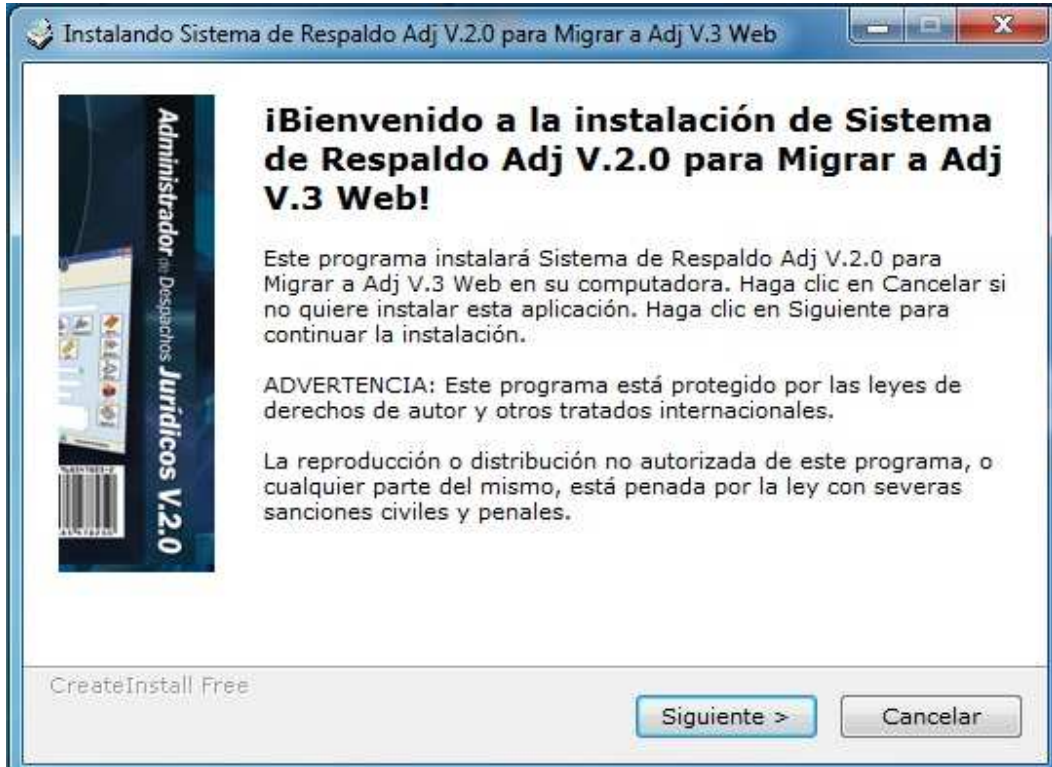 Instalando Sistema de Respaldo Adj V.2.0 para Migrar a Adj V.3 Web
Administrador de Despachos Jurídicos V.2.0
¡Bienvenido a la instalación de Sistema
de Respaldo Adj V.2.0 para Migrar a Adj
V.3 Web!
Este programa instalará Sistema de Respaldo Adj V.2.0 para
Migrar a Adj V.3 Web en su computadora. Haga clic en Cancelar si
no quiere instalar esta aplicación. Haga clic en Siguiente para
continuar la instalación.
ADVERTENCIA: Este programa está protegido por las leyes de
derechos de autor y otros tratados internacionales.
La reproducción o distribución no autorizada de este programa, o
cualquier parte del mismo, está penada por la ley con severas
sanciones civiles y penales.
CreateInstall Free
Siguiente >
Cancelar